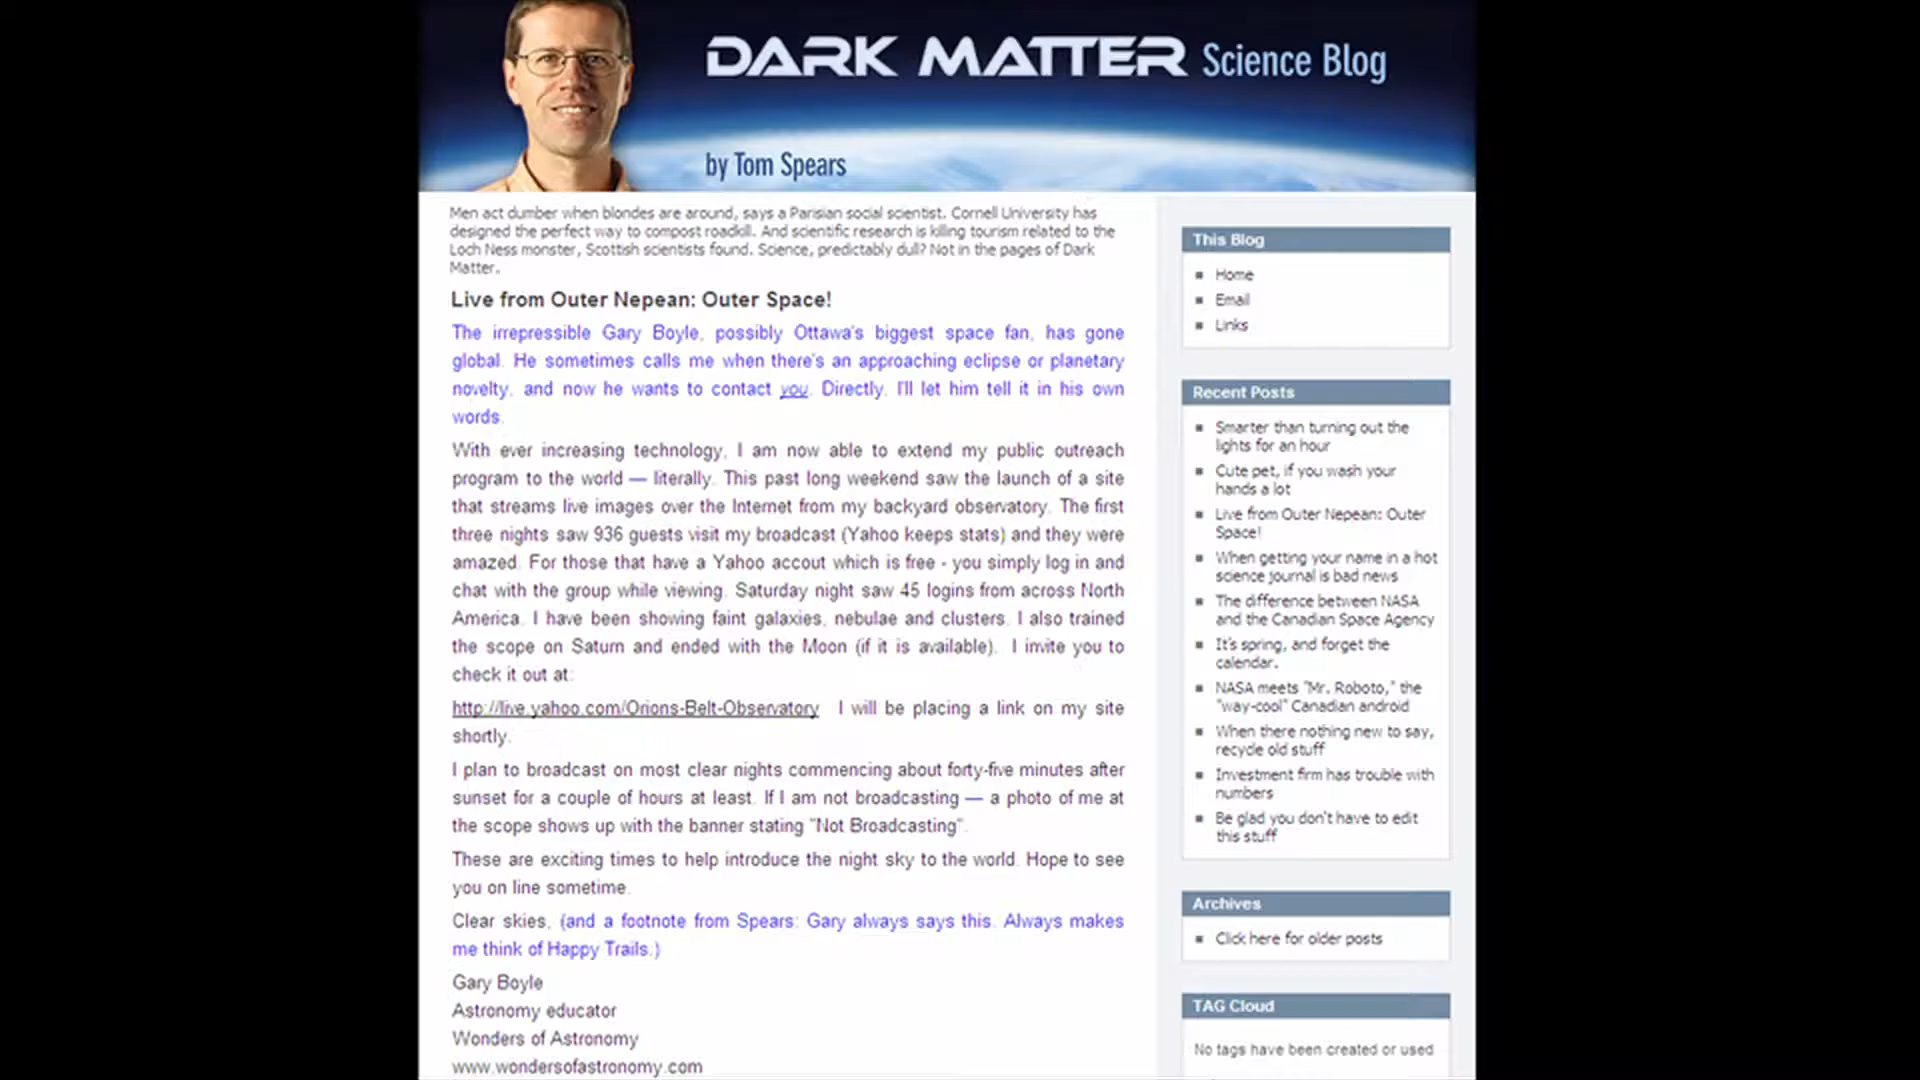 DARK MATTER Science Blog
by Tom Spears
Men act dumber when blondes are around, says a Parisian social scientist. Cornell University has
designed the perfect way to compost roadkill. And scientific research is killing tourism related to the
Loch Ness monster, Scottish scientists found. Science, predictably dull? Not in the pages of Dark
Matter.
Live from Outer Nepean: Outer Space!
The irrepressible Gary Boyle, possibly Ottawa's biggest space fan, has gone
global. He sometimes calls me when there's an approaching eclipse or planetary
novelty, and now he wants to contact you. Directly. I'll let him tell it in his own
words.
With ever increasing technology, I am now able to extend my public outreach
program to the world — literally. This past long weekend saw the launch of a site
that streams live images over the Internet from my backyard observatory. The first
three nights saw 936 guests visit my broadcast (Yahoo keeps stats) and they were
amazed. For those that have a Yahoo accout which is free - you simply log in and
chat with the group while viewing. Saturday night saw 45 logins from across North
America. I have been showing faint galaxies, nebulae and clusters. I also trained
the scope on Saturn and ended with the Moon (if it is available). I invite you to
check it out at:
http://live.yahoo.com/Orions-Belt-Observatory I will be placing a link on my site
shortly.
I plan to broadcast on most clear nights commencing about forty-five minutes after
sunset for a couple of hours at least. If I am not broadcasting — a photo of me at
the scope shows up with the banner stating "Not Broadcasting".
These are exciting times to help introduce the night sky to the world. Hope to see
you on line sometime.
Clear skies, (and a footnote from Spears: Gary always says this. Always makes
me think of Happy Trails.)
Gary Boyle
Astronomy educator
Wonders of Astronomy
www.wondersofastronomy.com
This Blog
Home
Email
Links
Recent Posts
Smarter than turning out the
lights for an hour
Cute pet, if you wash your
hands a lot
Live from Outer Nepean: Outer
Space!
When getting your name in a hot
science journal is bad news
The difference between NASA
and the Canadian Space Agency
It's spring, and forget the
calendar.
NASA meets "Mr. Roboto," the
"way-cool" Canadian android
When there nothing new to say,
recycle old stuff
Investment firm has trouble with
numbers
Be glad you don't have to edit
this stuff
Archives
Click here for older posts
TAG Cloud
No tags have been created or used